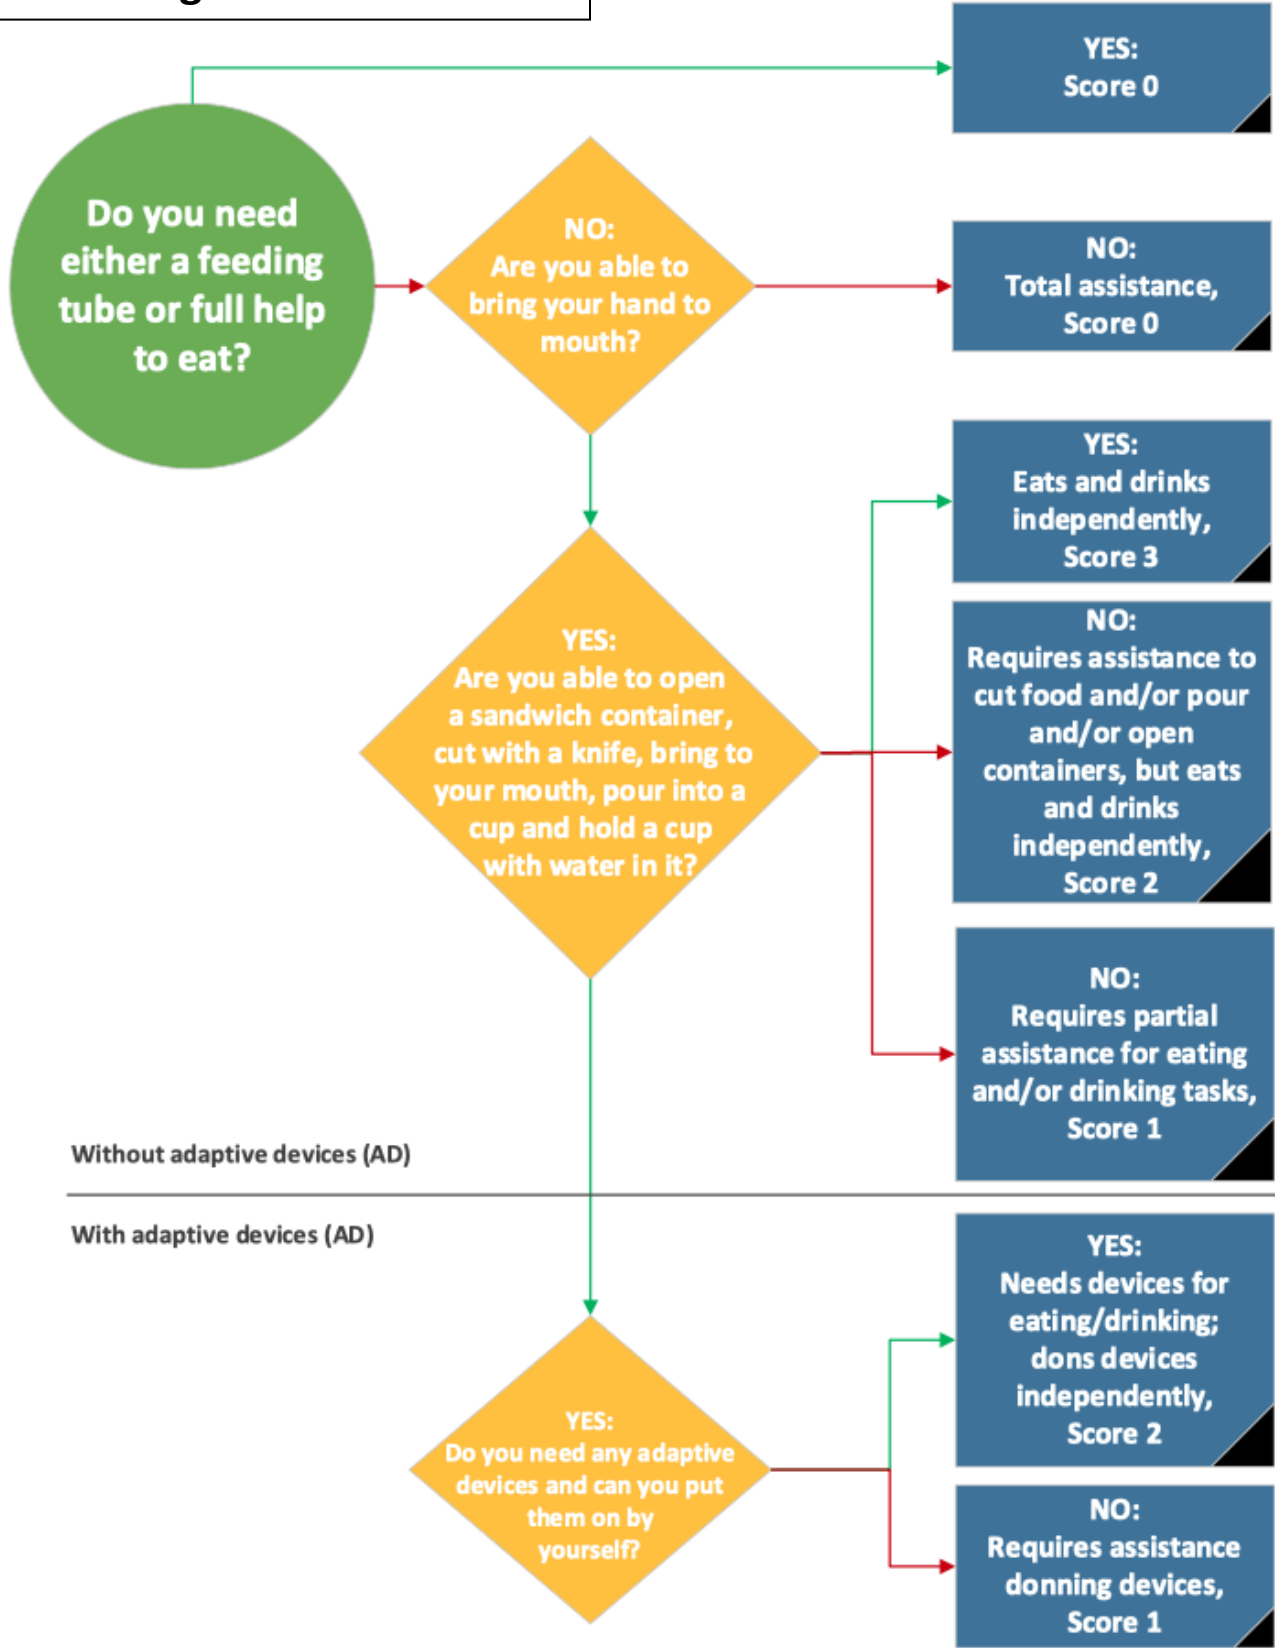 YES:
Score 0
Do you need
either a feeding
tube or full help
to eat?
NO:
Are you able to
bring your hand to
mouth?
NO:
Total assistance,
Score 0
YES:
Eats and drinks
independently,
Score 3
YES:
Are you able to open
a sandwich container,
cut with a knife, bring to
your mouth, pour into a
cup and hold a cup
with water in it?
NO:
Requires assistance to
cut food and/or pour
and/or open
containers, but eats
and drinks
independently,
Score 2
NO:
Requires partial
assistance for eating
and/or drinking tasks,
Score 1
Without adaptive devices (AD)
With adaptive devices (AD)
YES:
Needs devices for
eating/drinking;
dons devices
independently,
Score 2
YES:
Do you need any adaptive
devices and can you put
them on by
yourself?
NO:
Requires assistance
donning devices,
Score 1